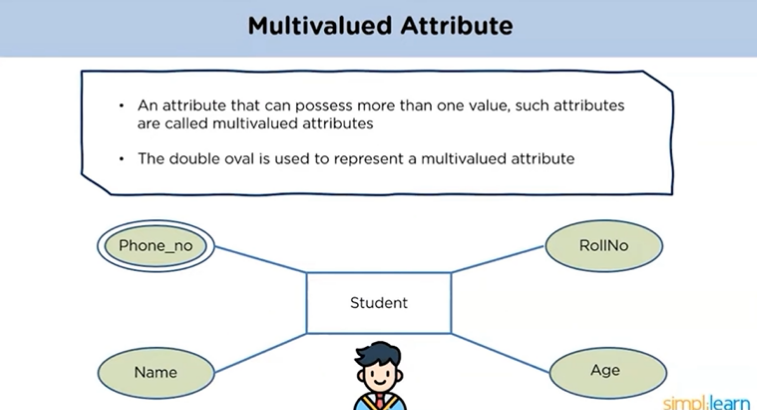 Multivalued Attribute
• An attribute that can possess more than one value, such attributes
are called multivalued attributes
• The double oval is used to represent a multivalued attribute
Phone_no
RollNo
Student
Name
Age
simplilearn